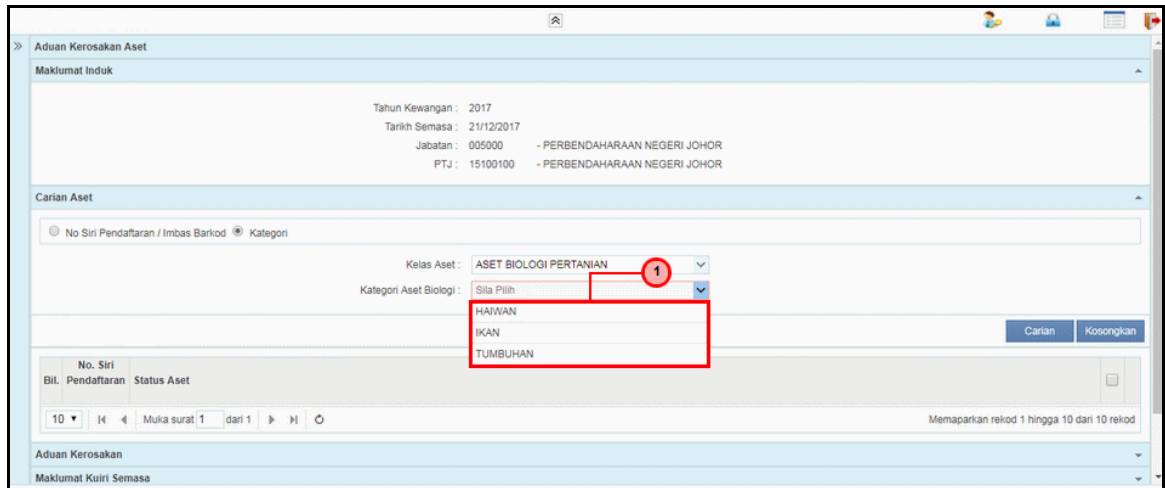 Aduan Kerosakan Aset
Maklumat Induk
Tahun Kewangan : 2017
Tarikh Semasa : 21/12/2017
Jabatan : 005000 - PERBENDAHARAAN NEGERI JOHOR
PTJ : 15100100 - PERBENDAHARAAN NEGERI JOHOR
Carian Aset
No Siri Pendaftaran / Imbas Barkod Kategori
Kelas Aset : ASET BIOLOGI PERTANIAN
1
Kategori Aset Biologi : Sila Pilih
HAIWAN
IKAN
TUMBUHAN
Carian Kosongkan
Bil. No. Siri Pendaftaran Status Aset
10 Muka surat 1 dari 1 Memaparkan rekod 1 hingga 10 dari 10 rekod
Aduan Kerosakan
Maklumat Kuiri Semasa